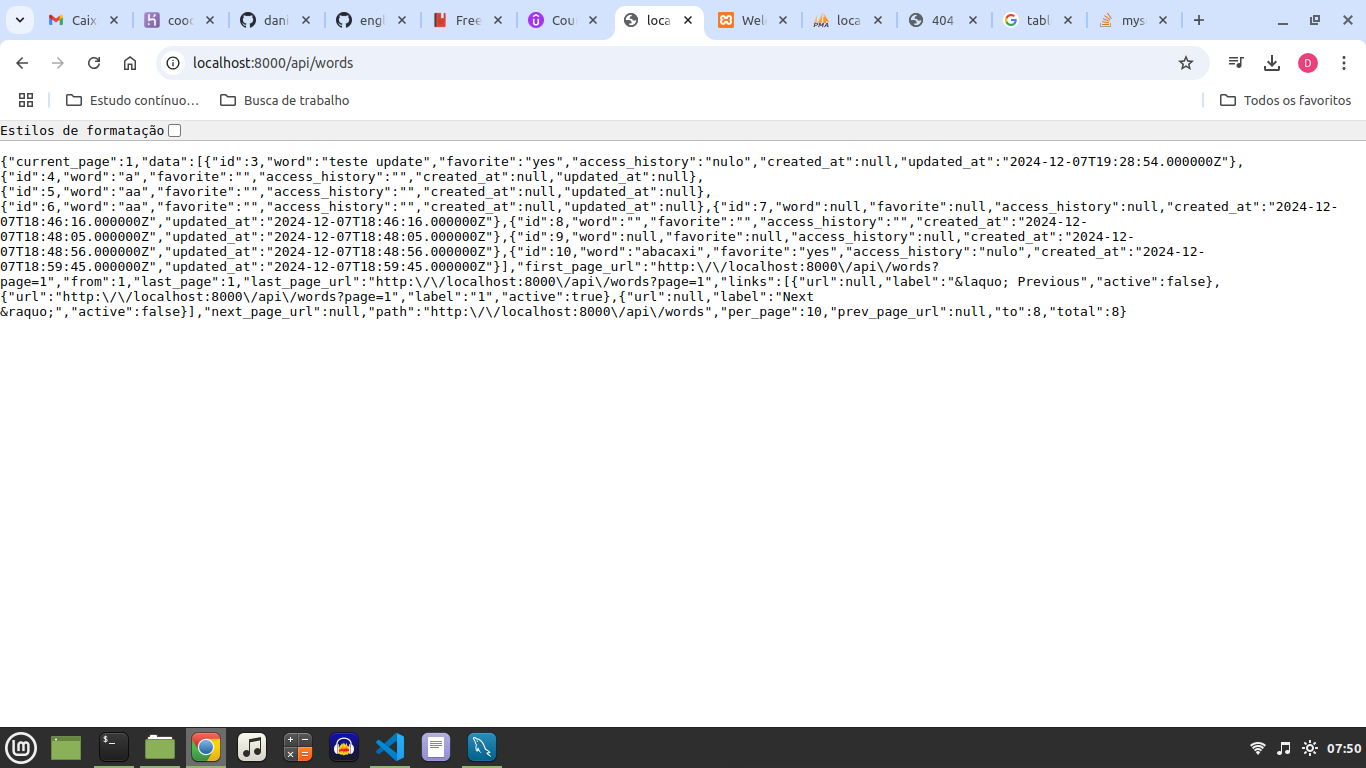 Caix
cooc
dani
engl
Free
Cou
loca
Wel
loca
404
tabl
mys
localhost:8000/api/words
D
Estudo contínuo…
Busca de trabalho
Todos os favoritos
Estilos de formatação
{"current_page":1,"data":[{"id":3,"word":"teste update","favorite":"yes","access_history":"nulo","created_at":null,"updated_at":"2024-12-07T19:28:54.000000Z"},
{"id":4,"word":"a","favorite":"","access_history":"","created_at":null,"updated_at":null},
{"id":5,"word":"aa","favorite":"","access_history":"","created_at":null,"updated_at":null},
{"id":6,"word":"aa","favorite":"","access_history":"","created_at":null,"updated_at":null},{"id":7,"word":null,"favorite":null,"access_history":null,"created_at":"2024-12-
07T18:46:16.000000Z","updated_at":"2024-12-07T18:46:16.000000Z"},{"id":8,"word":"","favorite":"","access_history":"","created_at":"2024-12-
07T18:48:05.000000Z","updated_at":"2024-12-07T18:48:05.000000Z"},{"id":9,"word":null,"favorite":null,"access_history":null,"created_at":"2024-12-
07T18:48:56.000000Z","updated_at":"2024-12-07T18:48:56.000000Z"},{"id":10,"word":"abacaxi","favorite":"yes","access_history":"nulo","created_at":"2024-12-
07T18:59:45.000000Z","updated_at":"2024-12-07T18:59:45.000000Z"}],"first_page_url":"http:\/\/localhost:8000\/api\/words?
page=1","from":1,"last_page":1,"last_page_url":"http:\/\/localhost:8000\/api\/words?page=1","links":[{"url":null,"label":"&laquo; Previous","active":false},
{"url":"http:\/\/localhost:8000\/api\/words?page=1","label":"1","active":true},{"url":null,"label":"Next
&raquo;","active":false}],"next_page_url":null,"path":"http:\/\/localhost:8000\/api\/words","per_page":10,"prev_page_url":null,"to":8,"total":8}
07:50